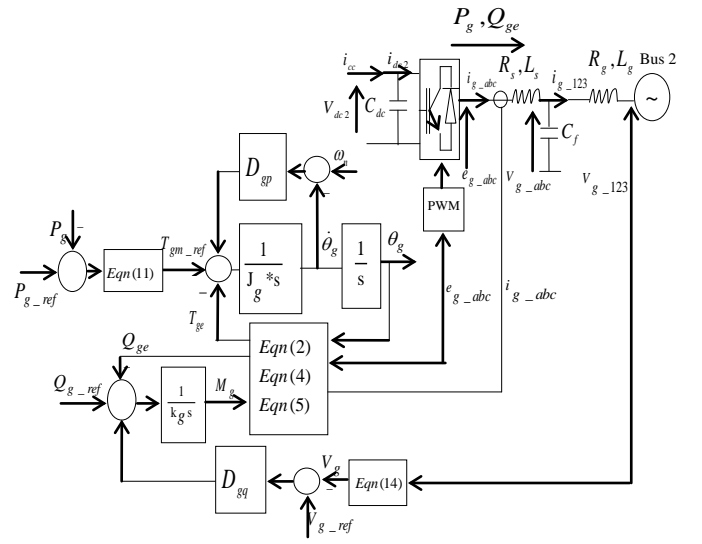 P_g , Q_ge
i_cc
i_dc2
R_s , L_s
i_g_abc
i_g_123
R_g , L_g
Bus 2
V_dc2
C_dc
~
C_f
e_g_abc
V_g_abc
V_g_123
D_gp
ω_n
-
PWM
P_g
-
P_g_ref
Eqn(11)
T_gm_ref
-
1
J_g *s
θ̇_g
1
s
θ_g
e_g_abc
i_g_abc
T_ge
Q_ge
-
Eqn(2)
Eqn(4)
Eqn(5)
Q_g_ref
1
k_g s
M_g
D_gq
V_g
-
Eqn(14)
V_g_ref